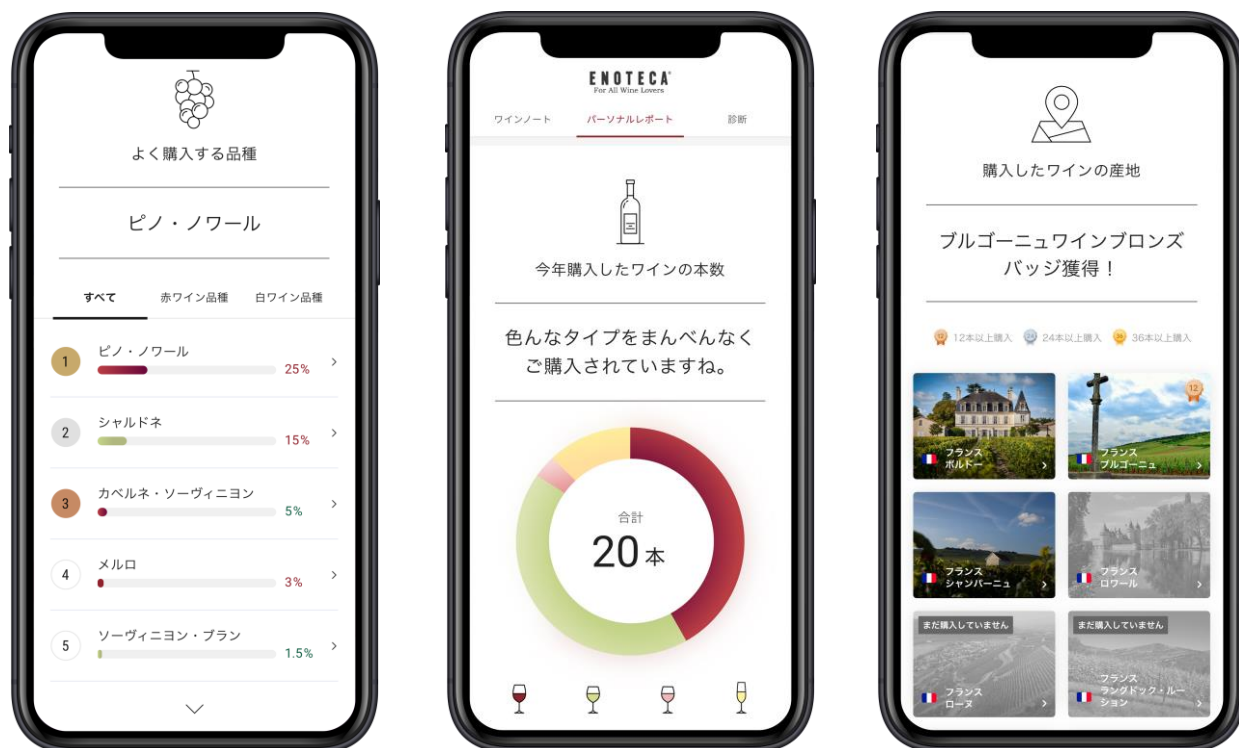 よく購入する品種
ピノ・ノワール
すべて
赤ワイン品種
白ワイン品種
1
ピノ・ノワール
25%
2
シャルドネ
15%
3
カベルネ・ソーヴィニヨン
5%
4
メルロ
3%
5
ソーヴィニヨン・ブラン
1.5%
ENOTECA
For All Wine Lovers
ワインノート
パーソナルレポート
診断
今年購入したワインの本数
色んなタイプをまんべんなく
ご購入されていますね。
合計
20本
購入したワインの産地
ブルゴーニュワインブロンズ
バッジ獲得！
12 12本以上購入
24 24本以上購入
36 36本以上購入
フランス
ボルドー
12
フランス
ブルゴーニュ
フランス
シャンパーニュ
フランス
ロワール
まだ購入していません
フランス
ローヌ
まだ購入していません
フランス
ラングドック・ルー
ション